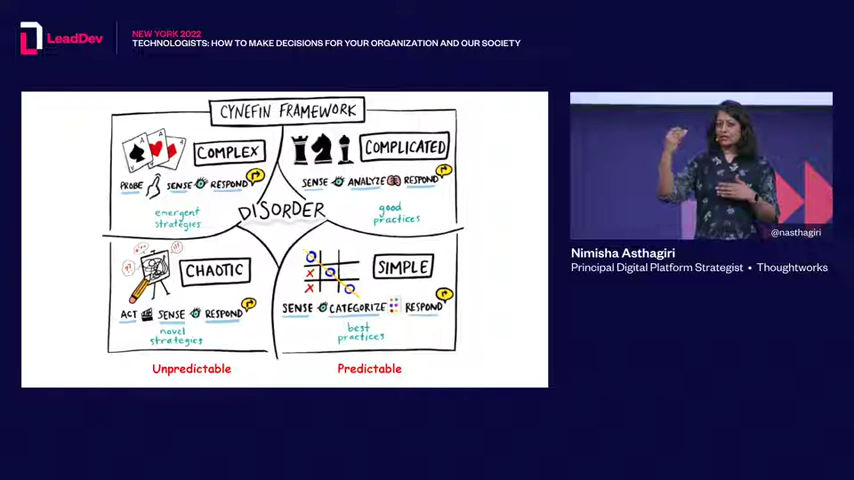 LeadDev
NEW YORK 2022
TECHNOLOGISTS: HOW TO MAKE DECISIONS FOR YOUR ORGANIZATION AND OUR SOCIETY
CYNEFIN FRAMEWORK
COMPLEX
PROBE SENSE RESPOND
emergent
strategies
COMPLICATED
SENSE ANALYZE RESPOND
good
practices
DISORDER
CHAOTIC
ACT SENSE RESPOND
novel
strategies
SIMPLE
SENSE CATEGORIZE RESPOND
best
practices
Unpredictable
Predictable
@nasthagiri
Nimisha Asthagiri
Principal Digital Platform Strategist • Thoughtworks